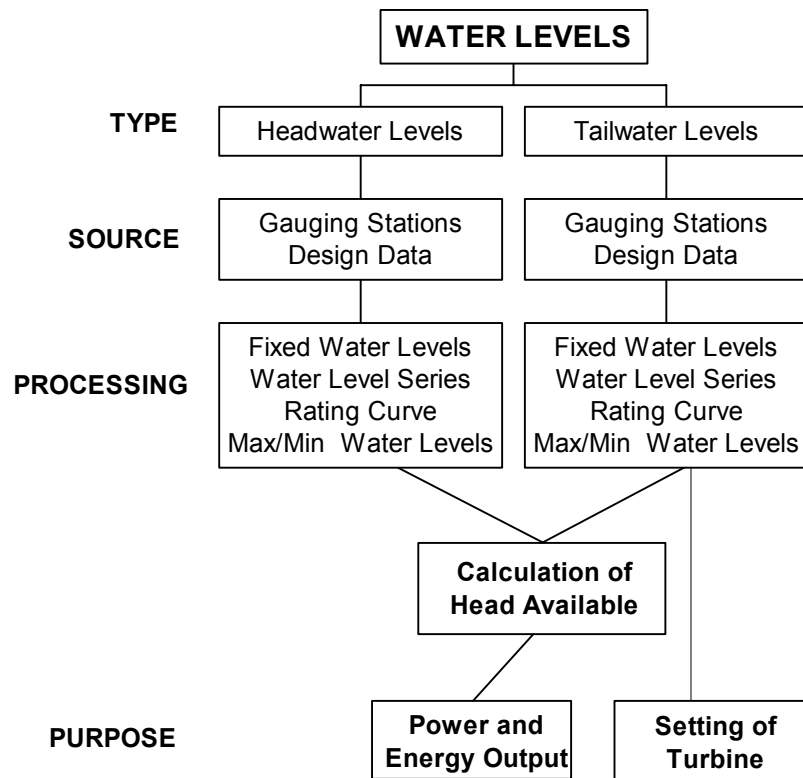 WATER LEVELS
TYPE
Headwater Levels
Tailwater Levels
SOURCE
Gauging Stations
Design Data
Gauging Stations
Design Data
PROCESSING
Fixed Water Levels
Water Level Series
Rating Curve
Max/Min Water Levels
Fixed Water Levels
Water Level Series
Rating Curve
Max/Min Water Levels
Calculation of
Head Available
PURPOSE
Power and
Energy Output
Setting of
Turbine